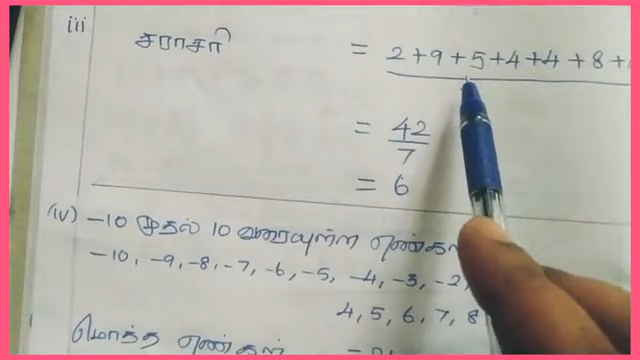 iii
சராசரி = 2+9+5+4+4+8+
= 42/7
= 6
(iv) -10 முதல் 10 வரையுள்ள எண்கள்
-10, -9, -8, -7, -6, -5, -4, -3, -2,
4, 5, 6, 7, 8
மொத்த எண்கள் =